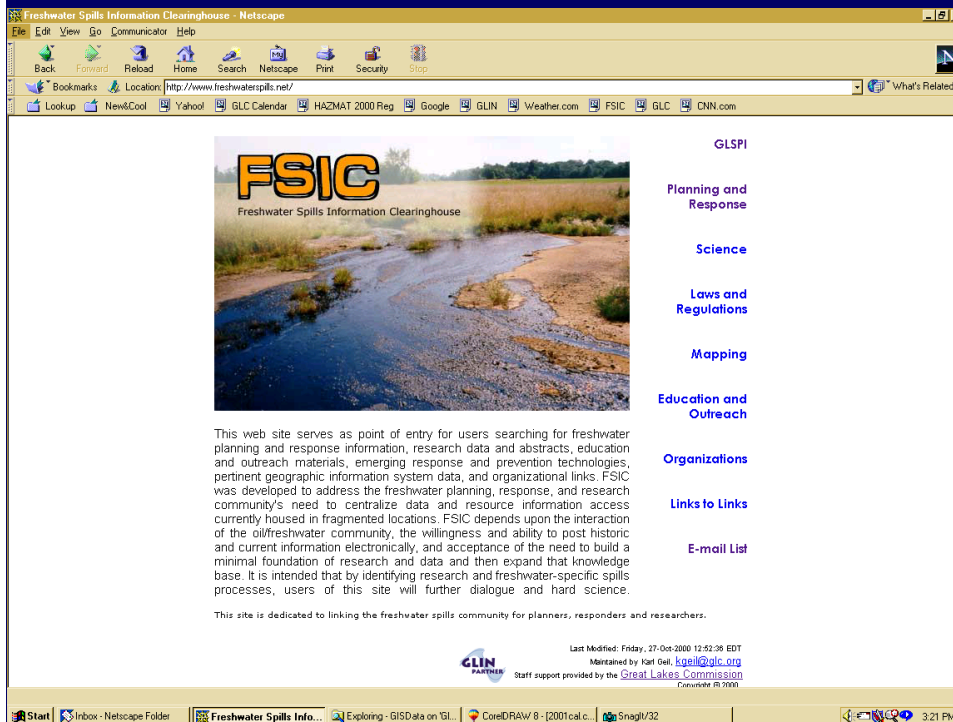 Freshwater Spills Information Clearinghouse - Netscape
File Edit View Go Communicator Help
Back Forward Reload Home Search Netscape Print Security Stop
Bookmarks Location: http://www.freshwaterspills.net/ What's Related
Lookup New&Cool Yahoo! GLC Calendar HAZMAT 2000 Reg Google GLIN Weather.com FSIC GLC CNN.com
FSIC
Freshwater Spills Information Clearinghouse
GLSPI
Planning and
Response
Science
Laws and
Regulations
Mapping
Education and
Outreach
Organizations
Links to Links
E-mail List
This web site serves as point of entry for users searching for freshwater
planning and response information, research data and abstracts, education
and outreach materials, emerging response and prevention technologies,
pertinent geographic information system data, and organizational links. FSIC
was developed to address the freshwater planning, response, and research
community's need to centralize data and resource information access
currently housed in fragmented locations. FSIC depends upon the interaction
of the oil/freshwater community, the willingness and ability to post historic
and current information electronically, and acceptance of the need to build a
minimal foundation of research and data and then expand that knowledge
base. It is intended that by identifying research and freshwater-specific spills
processes, users of this site will further dialogue and hard science.
This site is dedicated to linking the freshwater spills community for planners, responders and researchers.
GLIN
PARTNER
Last Modified: Friday, 27-Oct-2000 12:52:36 EDT
Maintained by Karl Geil, kgeil@glc.org
Staff support provided by the Great Lakes Commission
Copyright © 2000
Start Inbox - Netscape Folder Freshwater Spills Info... Exploring - GISData on 'Gl... CorelDRAW 8 - [2001cal.c... SnagIt/32 3:21 PM